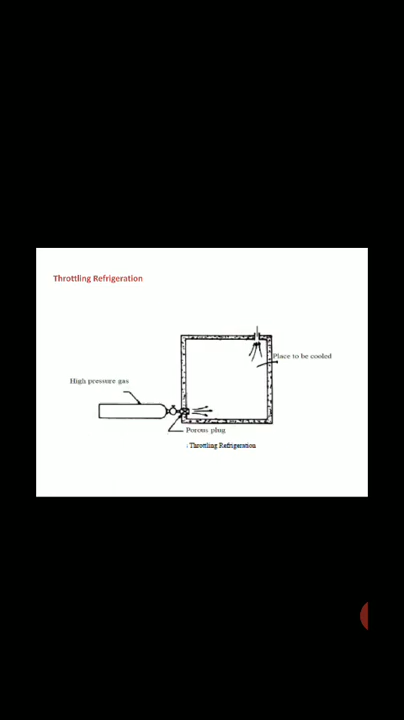 Throttling Refrigeration
Place to be cooled
High pressure gas
Porous plug
: Throttling Refrigeration